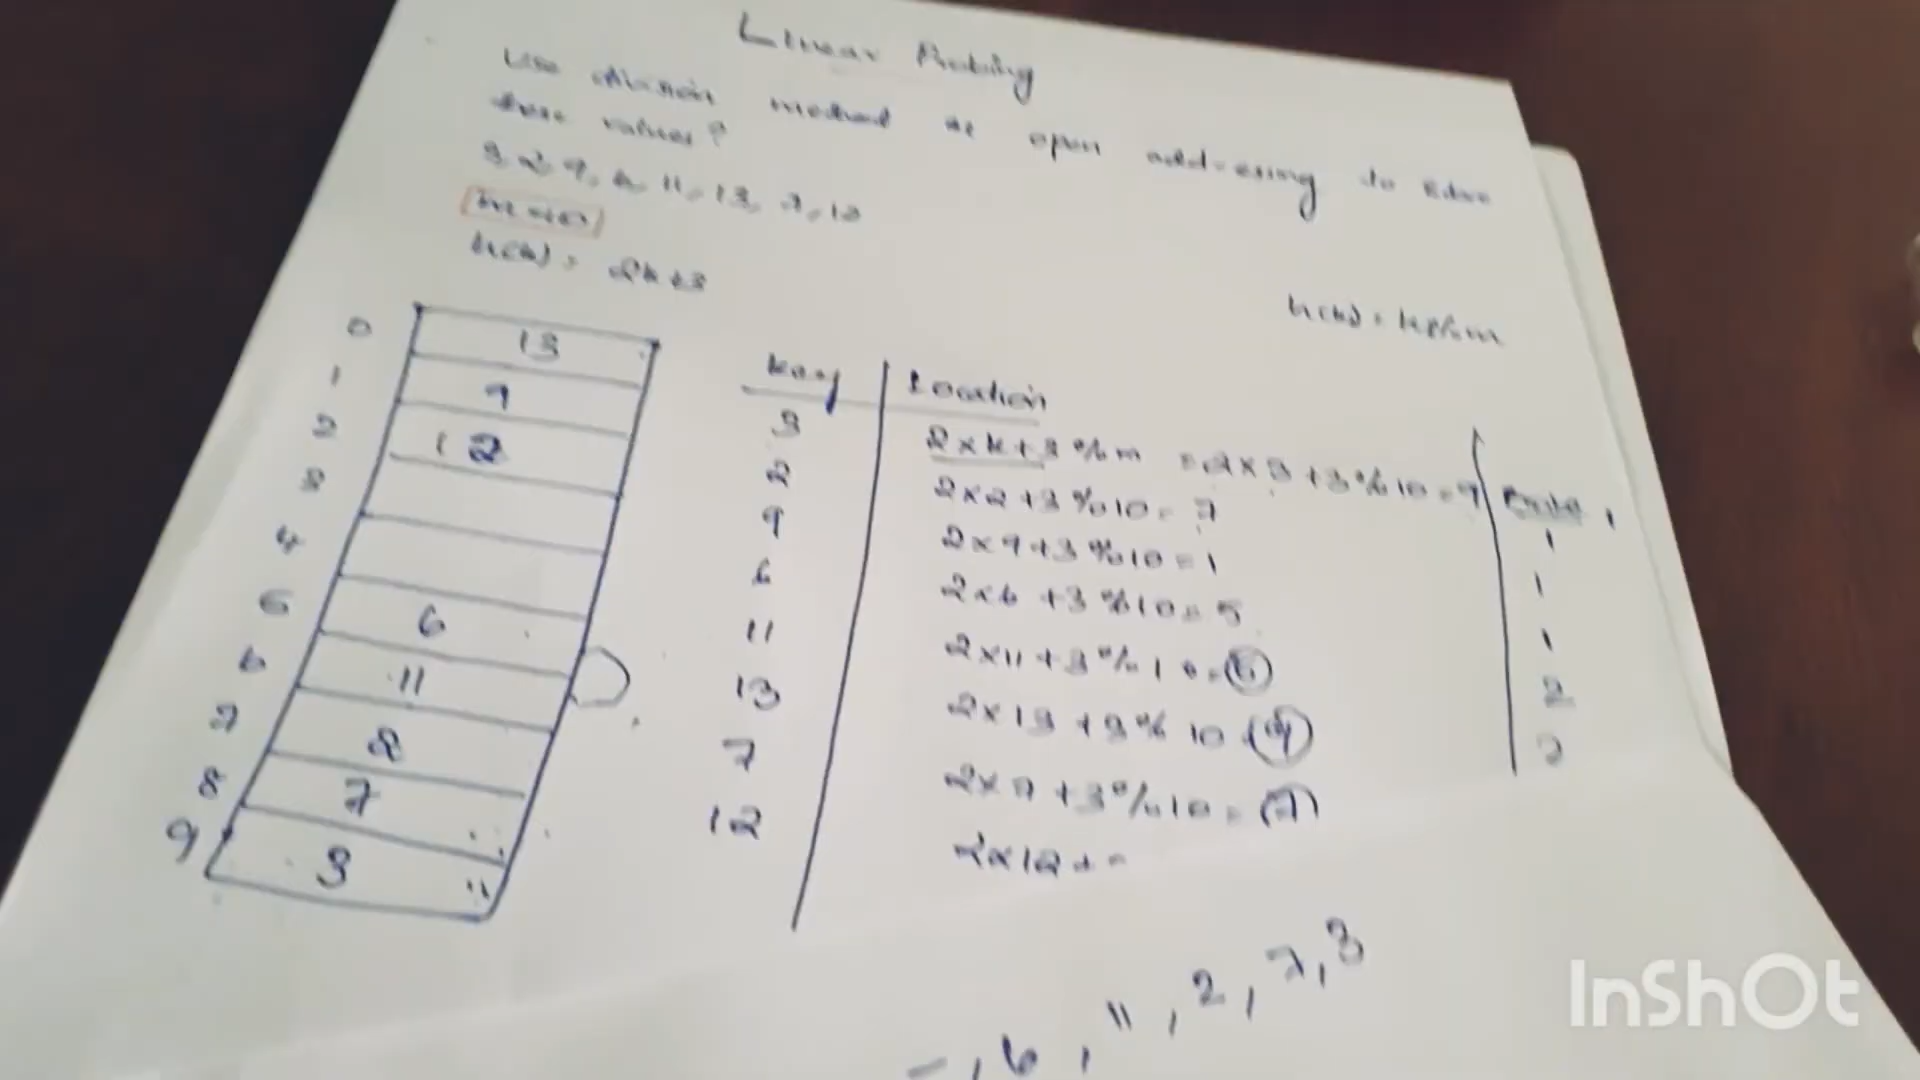 Linear Probing
Use division method & open addressing to store
these values?
3, 2, 9, 6, 11, 13, 7, 12
m=10
h(k) = 2k+3
h(k) = k%m
0 13
1 9
2 12
3
4
5 6
6 11
7 2
8 7
9 3
Key Location
3 2×k+3%m = 2×3+3%10=9 1
2 2×2+3%10=7 1
9 2×9+3%10=1 1
6 2×6+3%10=5 1
11 2×11+3%10=5 2
13 2×13+3%10=9 2
7 2×7+3%10=7
12 2×12+
-, 6, 11, 2, 7, 3
InShOt